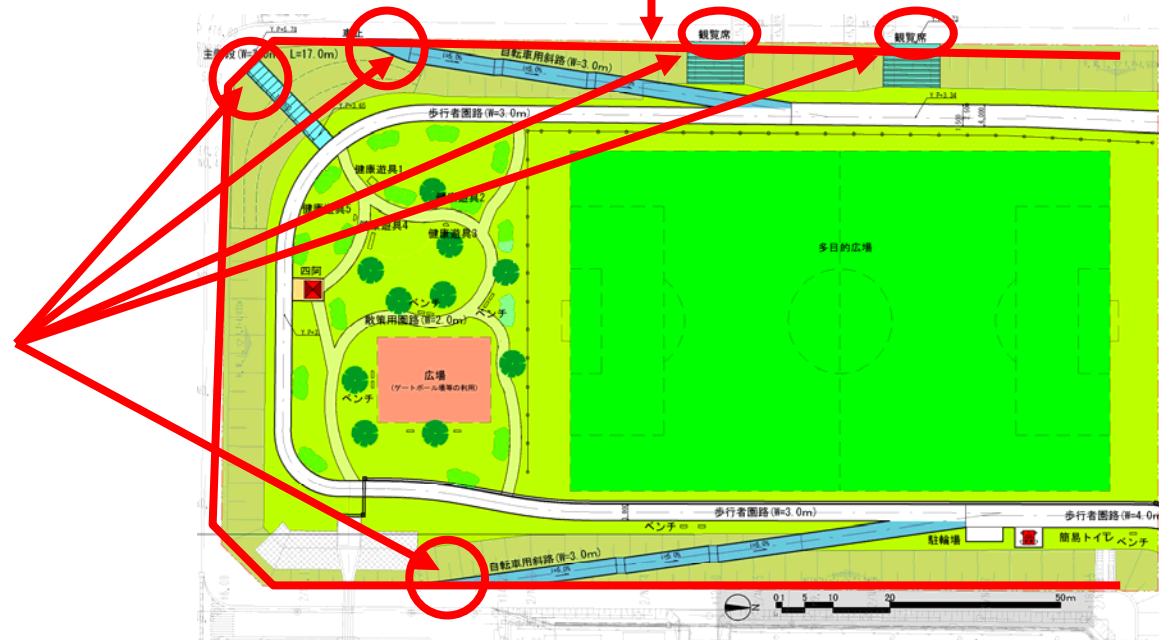 車止
観覧席
観覧席
L=17.0m)
自転車用斜路(W=3.0m)
歩行者園路(W=3.0m)
健康遊具1
健康遊具2
健康遊具5
健康遊具4
健康遊具3
多目的広場
四阿
ベンチ
ベンチ
散策用園路(W=2.0m)
広場
(ゲートボール場等の利用)
ベンチ
歩行者園路(W=3.0m)
歩行者園路(W=4.0m
ベンチ
駐輪場
簡易トイレ
ベンチ
自転車用斜路(W=3.0m)
N
0 1 5 10 20 50m